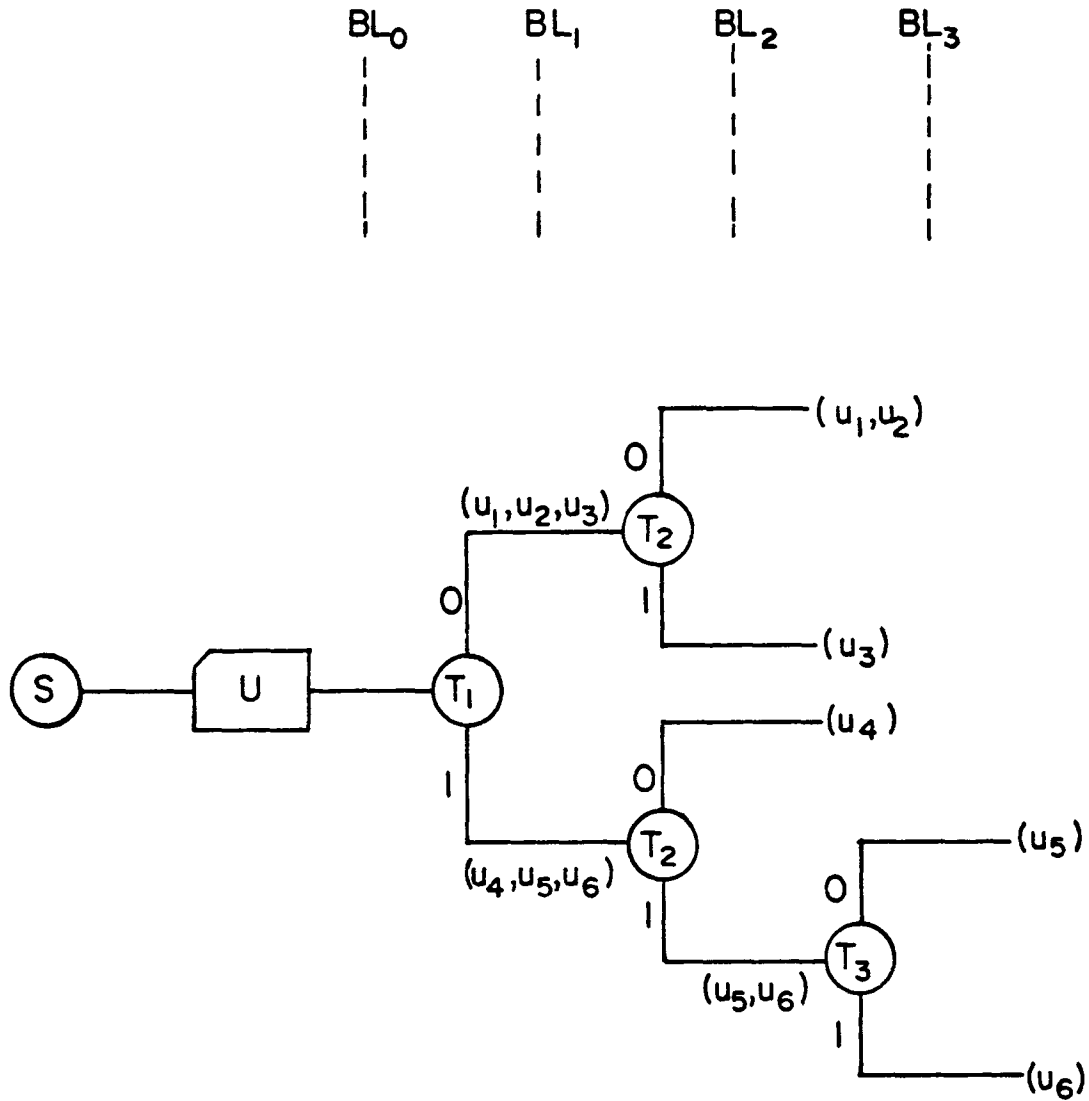 BL₀ BL₁ BL₂ BL₃
(u₁,u₂)
0
(u₁,u₂,u₃)
T₂
0
1
(u₃)
S U T₁
(u₄)
1
0
T₂
(u₅)
(u₄,u₅,u₆)
0
1
T₃
(u₅,u₆)
1
(u₆)